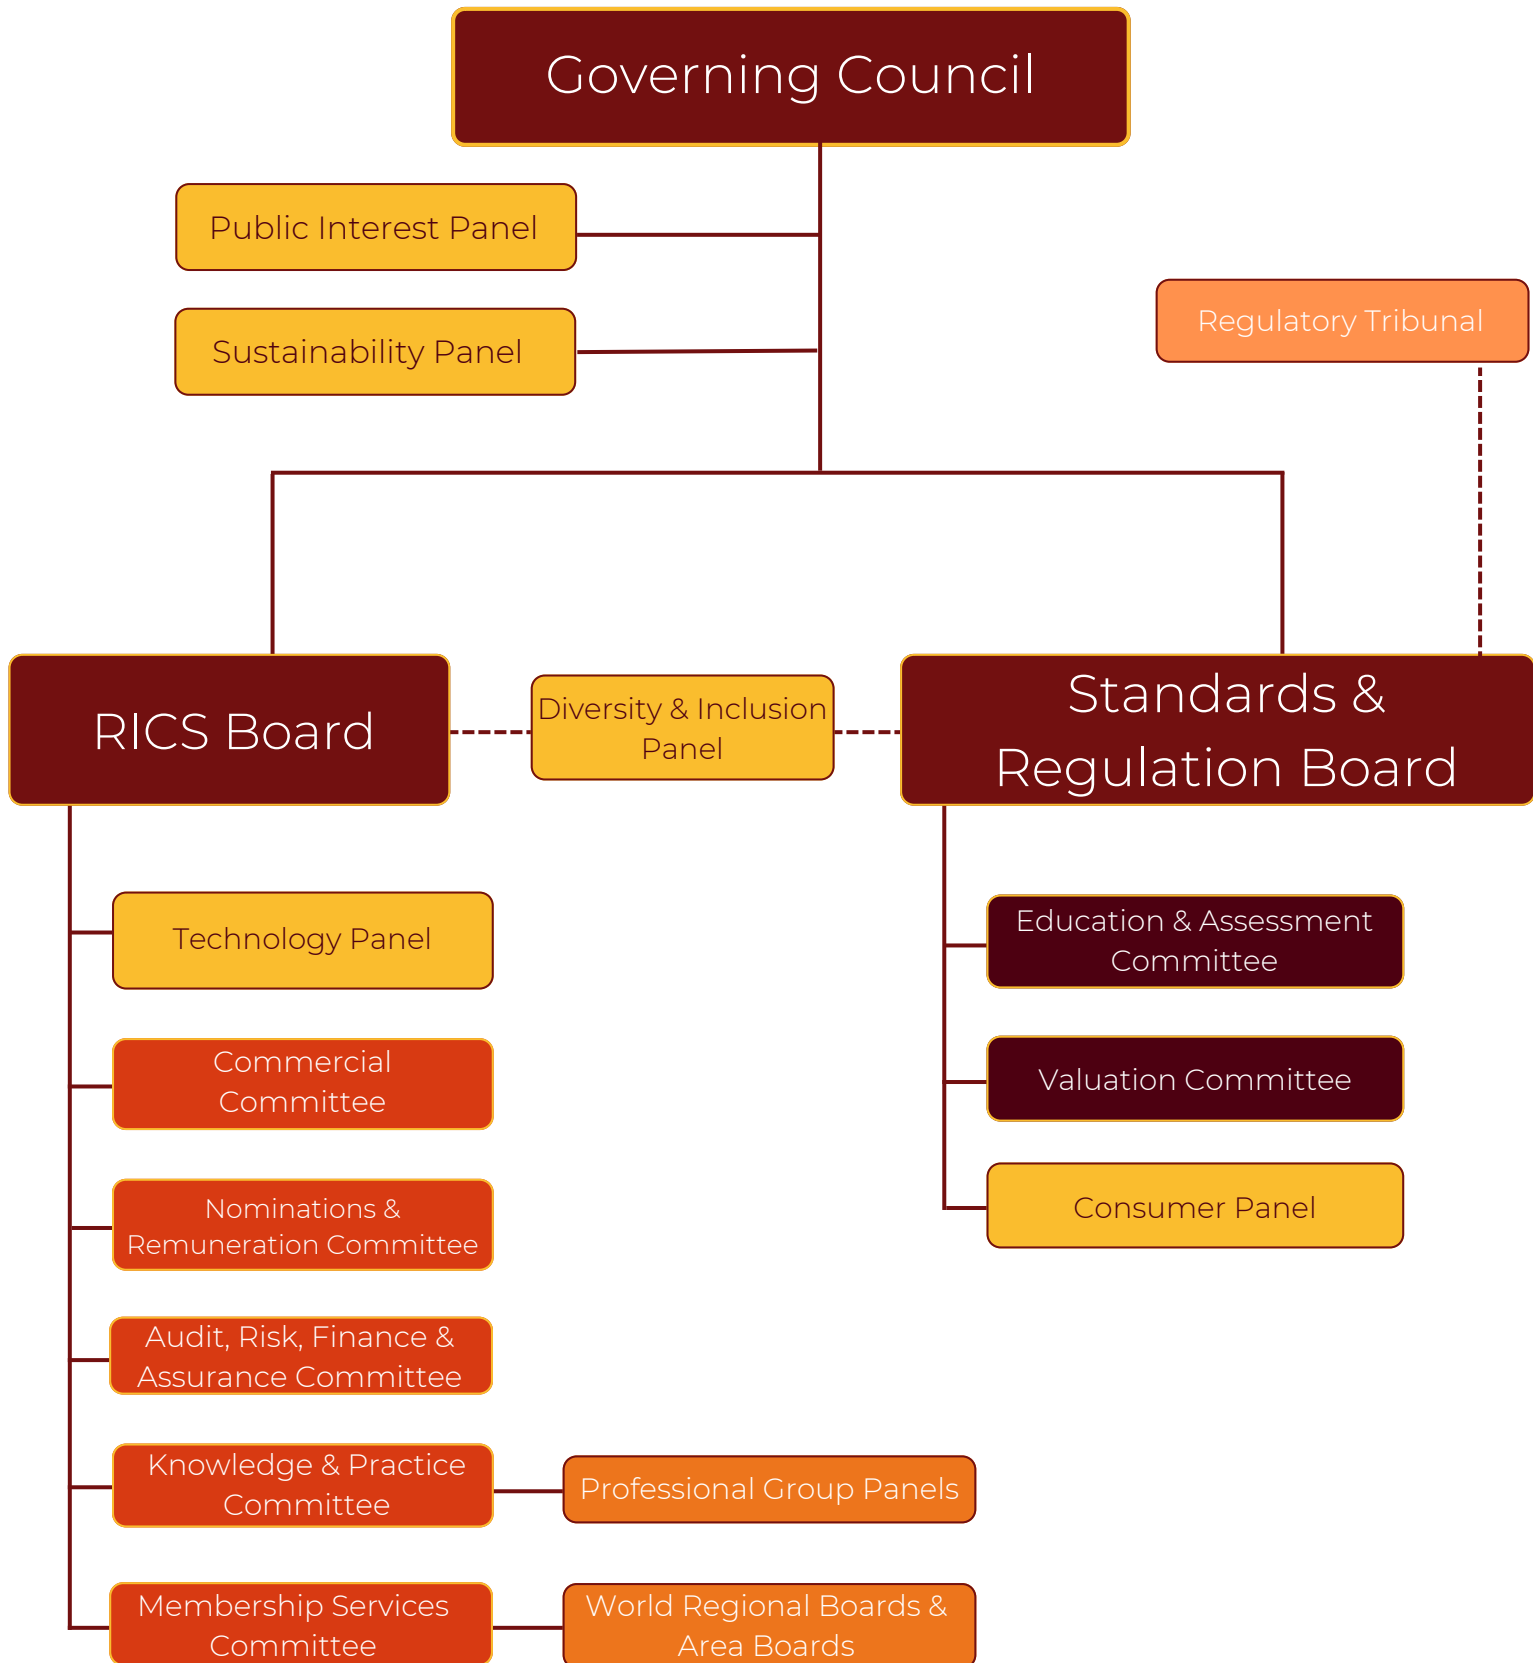 Governing Council
Public Interest Panel
Sustainability Panel
Regulatory Tribunal
RICS Board
Diversity & Inclusion
Panel
Standards &
Regulation Board
Technology Panel
Commercial
Committee
Nominations &
Remuneration Committee
Audit, Risk, Finance &
Assurance Committee
Knowledge & Practice
Committee
Professional Group Panels
Membership Services
Committee
World Regional Boards &
Area Boards
Education & Assessment
Committee
Valuation Committee
Consumer Panel